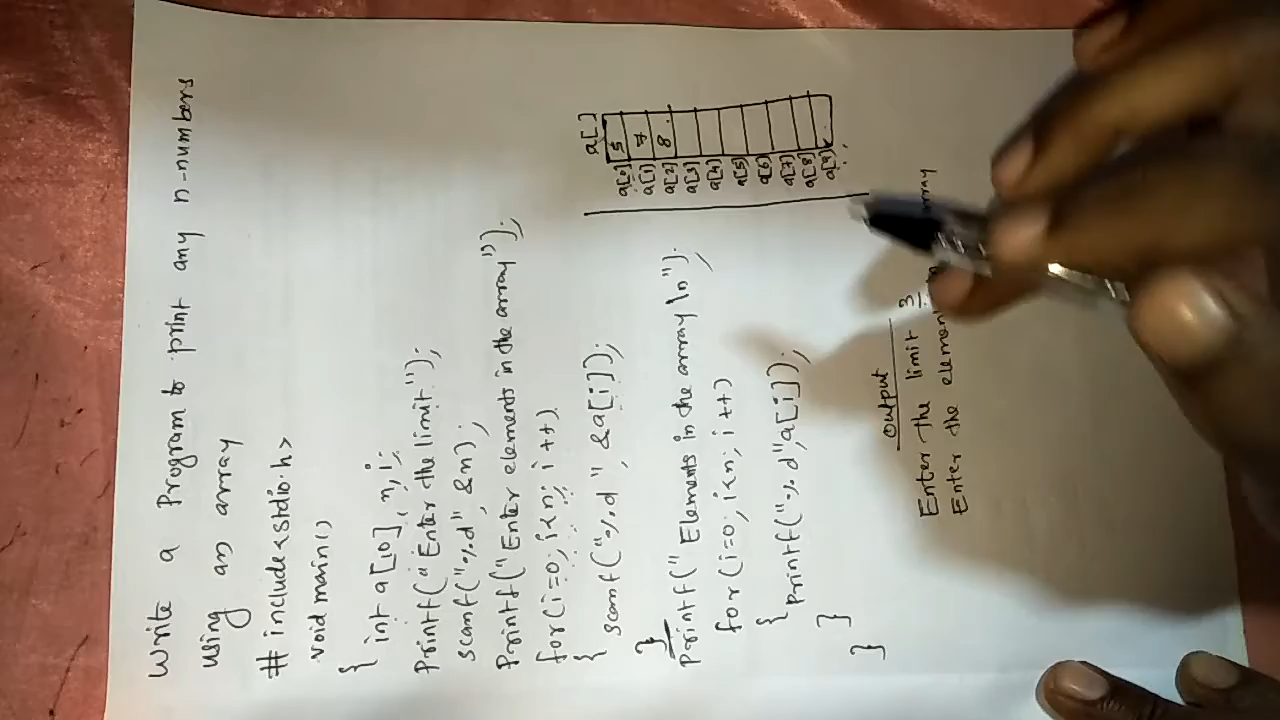 Write a Program to print any n-numbers
using an array
# include<stdio.h>
void main()
{ int a[10], n, i;
Printf("Enter the limit");
scanf("%d", &n);
Printf("Enter elements in the array");
for(i=0; i<n; i++)
{
scanf("%d", &a[i]);
}
Printf("Elements in the array \n");
for(i=0; i<n; i++)
{
Printf("%d",a[i]);
}
}
a[ ]
a[0] 5
a[1] 7
a[2] 8
a[3]
a[4]
a[5]
a[6]
a[7]
a[8]
a[9]
Output
Enter the limit 3
Enter the array